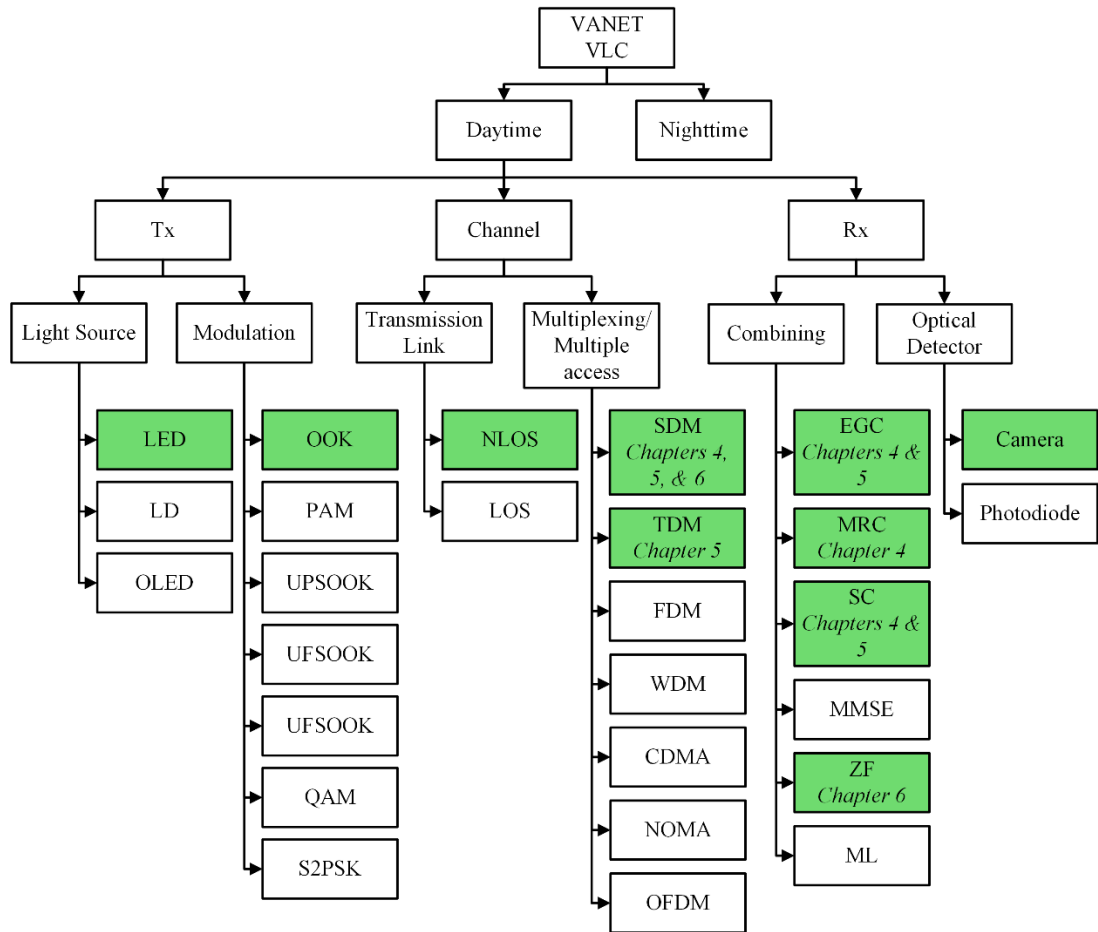 VANET
VLC
Daytime
Nighttime
Tx
Channel
Rx
Light Source
Modulation
Transmission
Link
Multiplexing/
Multiple
access
Combining
Optical
Detector
LED
LD
OLED
OOK
PAM
UPSOOK
UFSOOK
UFSOOK
QAM
S2PSK
NLOS
LOS
SDM
Chapters 4,
5, & 6
TDM
Chapter 5
FDM
WDM
CDMA
NOMA
OFDM
EGC
Chapters 4 &
5
MRC
Chapter 4
SC
Chapters 4 &
5
MMSE
ZF
Chapter 6
ML
Camera
Photodiode